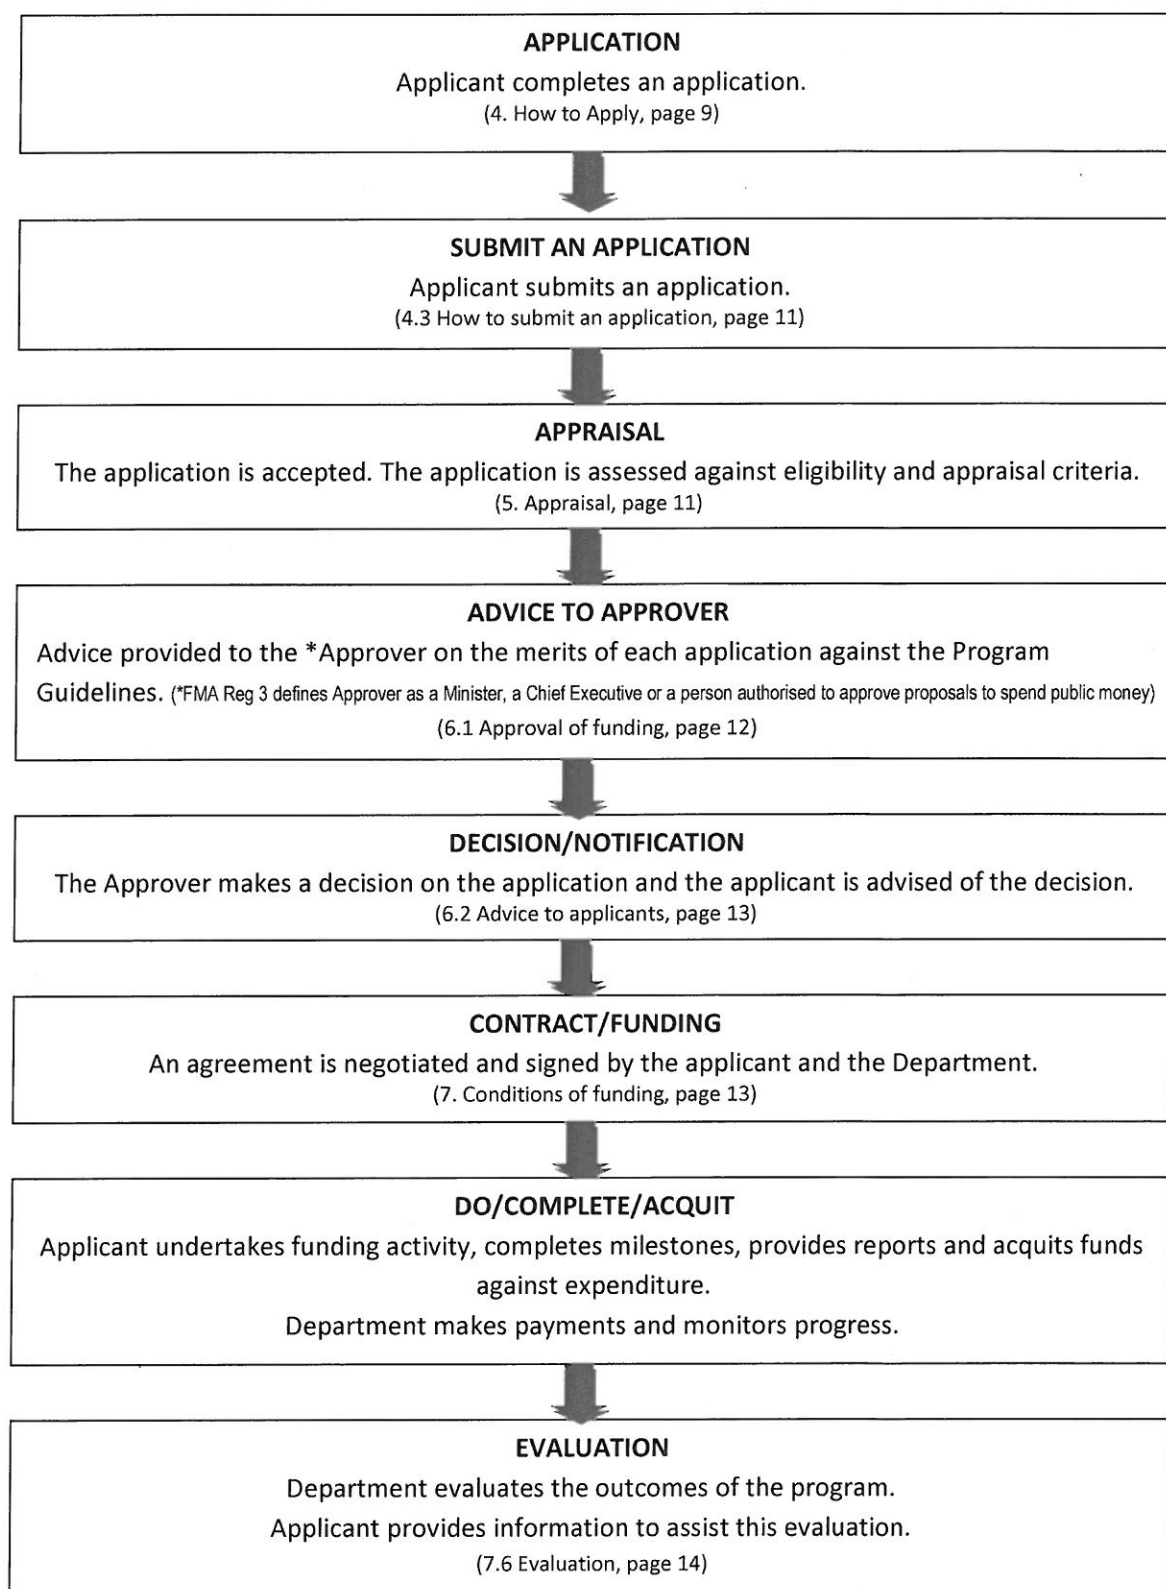 APPLICATION
Applicant completes an application.
(4. How to Apply, page 9)
SUBMIT AN APPLICATION
Applicant submits an application.
(4.3 How to submit an application, page 11)
APPRAISAL
The application is accepted. The application is assessed against eligibility and appraisal criteria.
(5. Appraisal, page 11)
ADVICE TO APPROVER
Advice provided to the *Approver on the merits of each application against the Program
Guidelines. (*FMA Reg 3 defines Approver as a Minister, a Chief Executive or a person authorised to approve proposals to spend public money)
(6.1 Approval of funding, page 12)
DECISION/NOTIFICATION
The Approver makes a decision on the application and the applicant is advised of the decision.
(6.2 Advice to applicants, page 13)
CONTRACT/FUNDING
An agreement is negotiated and signed by the applicant and the Department.
(7. Conditions of funding, page 13)
DO/COMPLETE/ACQUIT
Applicant undertakes funding activity, completes milestones, provides reports and acquits funds
against expenditure.
Department makes payments and monitors progress.
EVALUATION
Department evaluates the outcomes of the program.
Applicant provides information to assist this evaluation.
(7.6 Evaluation, page 14)